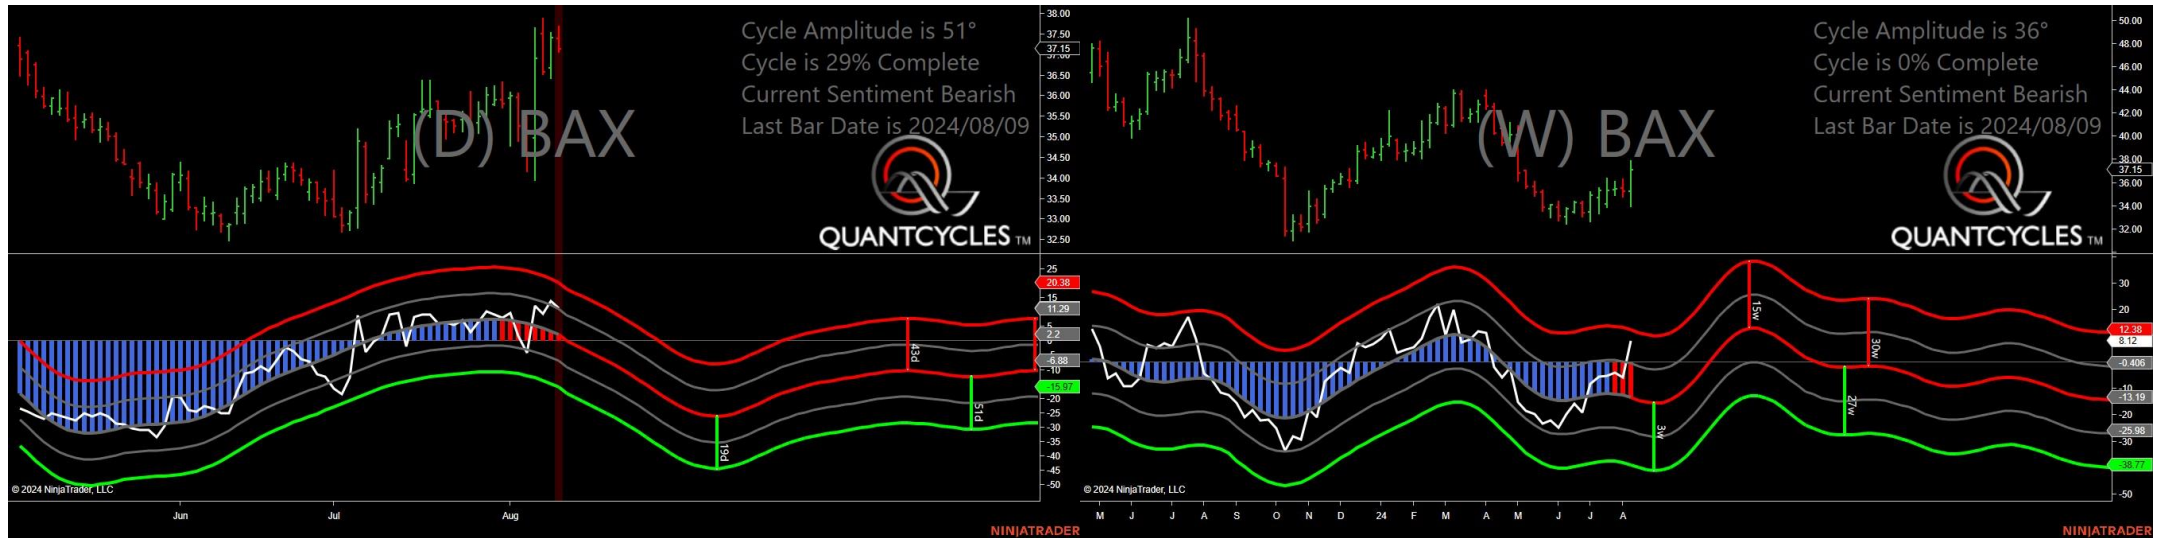 Cycle Amplitude is 51°
Cycle is 29% Complete
Current Sentiment Bearish
Last Bar Date is 2024/08/09
(D) BAX
QUANTCYCLES TM
38.00
37.50
37.15
36.50
36.00
35.50
35.00
34.50
34.00
33.50
33.00
32.50
25
20.38
15
11.29
5
2.2
0
-6.88
-10
-15.97
-20
-25
-30
-35
-40
-45
-50
43d
51d
19d
© 2024 NinjaTrader, LLC
Jun
Jul
Aug
NINJATRADER
Cycle Amplitude is 36°
Cycle is 0% Complete
Current Sentiment Bearish
Last Bar Date is 2024/08/09
(W) BAX
QUANTCYCLES TM
50.00
48.00
46.00
44.00
42.00
40.00
38.00
37.15
36.00
34.00
32.00
30
20
12.38
8.12
-0.406
-10
-13.19
-20
-25.98
-30
-38.77
-50
15w
30w
27w
3w
© 2024 NinjaTrader, LLC
M J J A S O N D 24 F M A M J J A
NINJATRADER